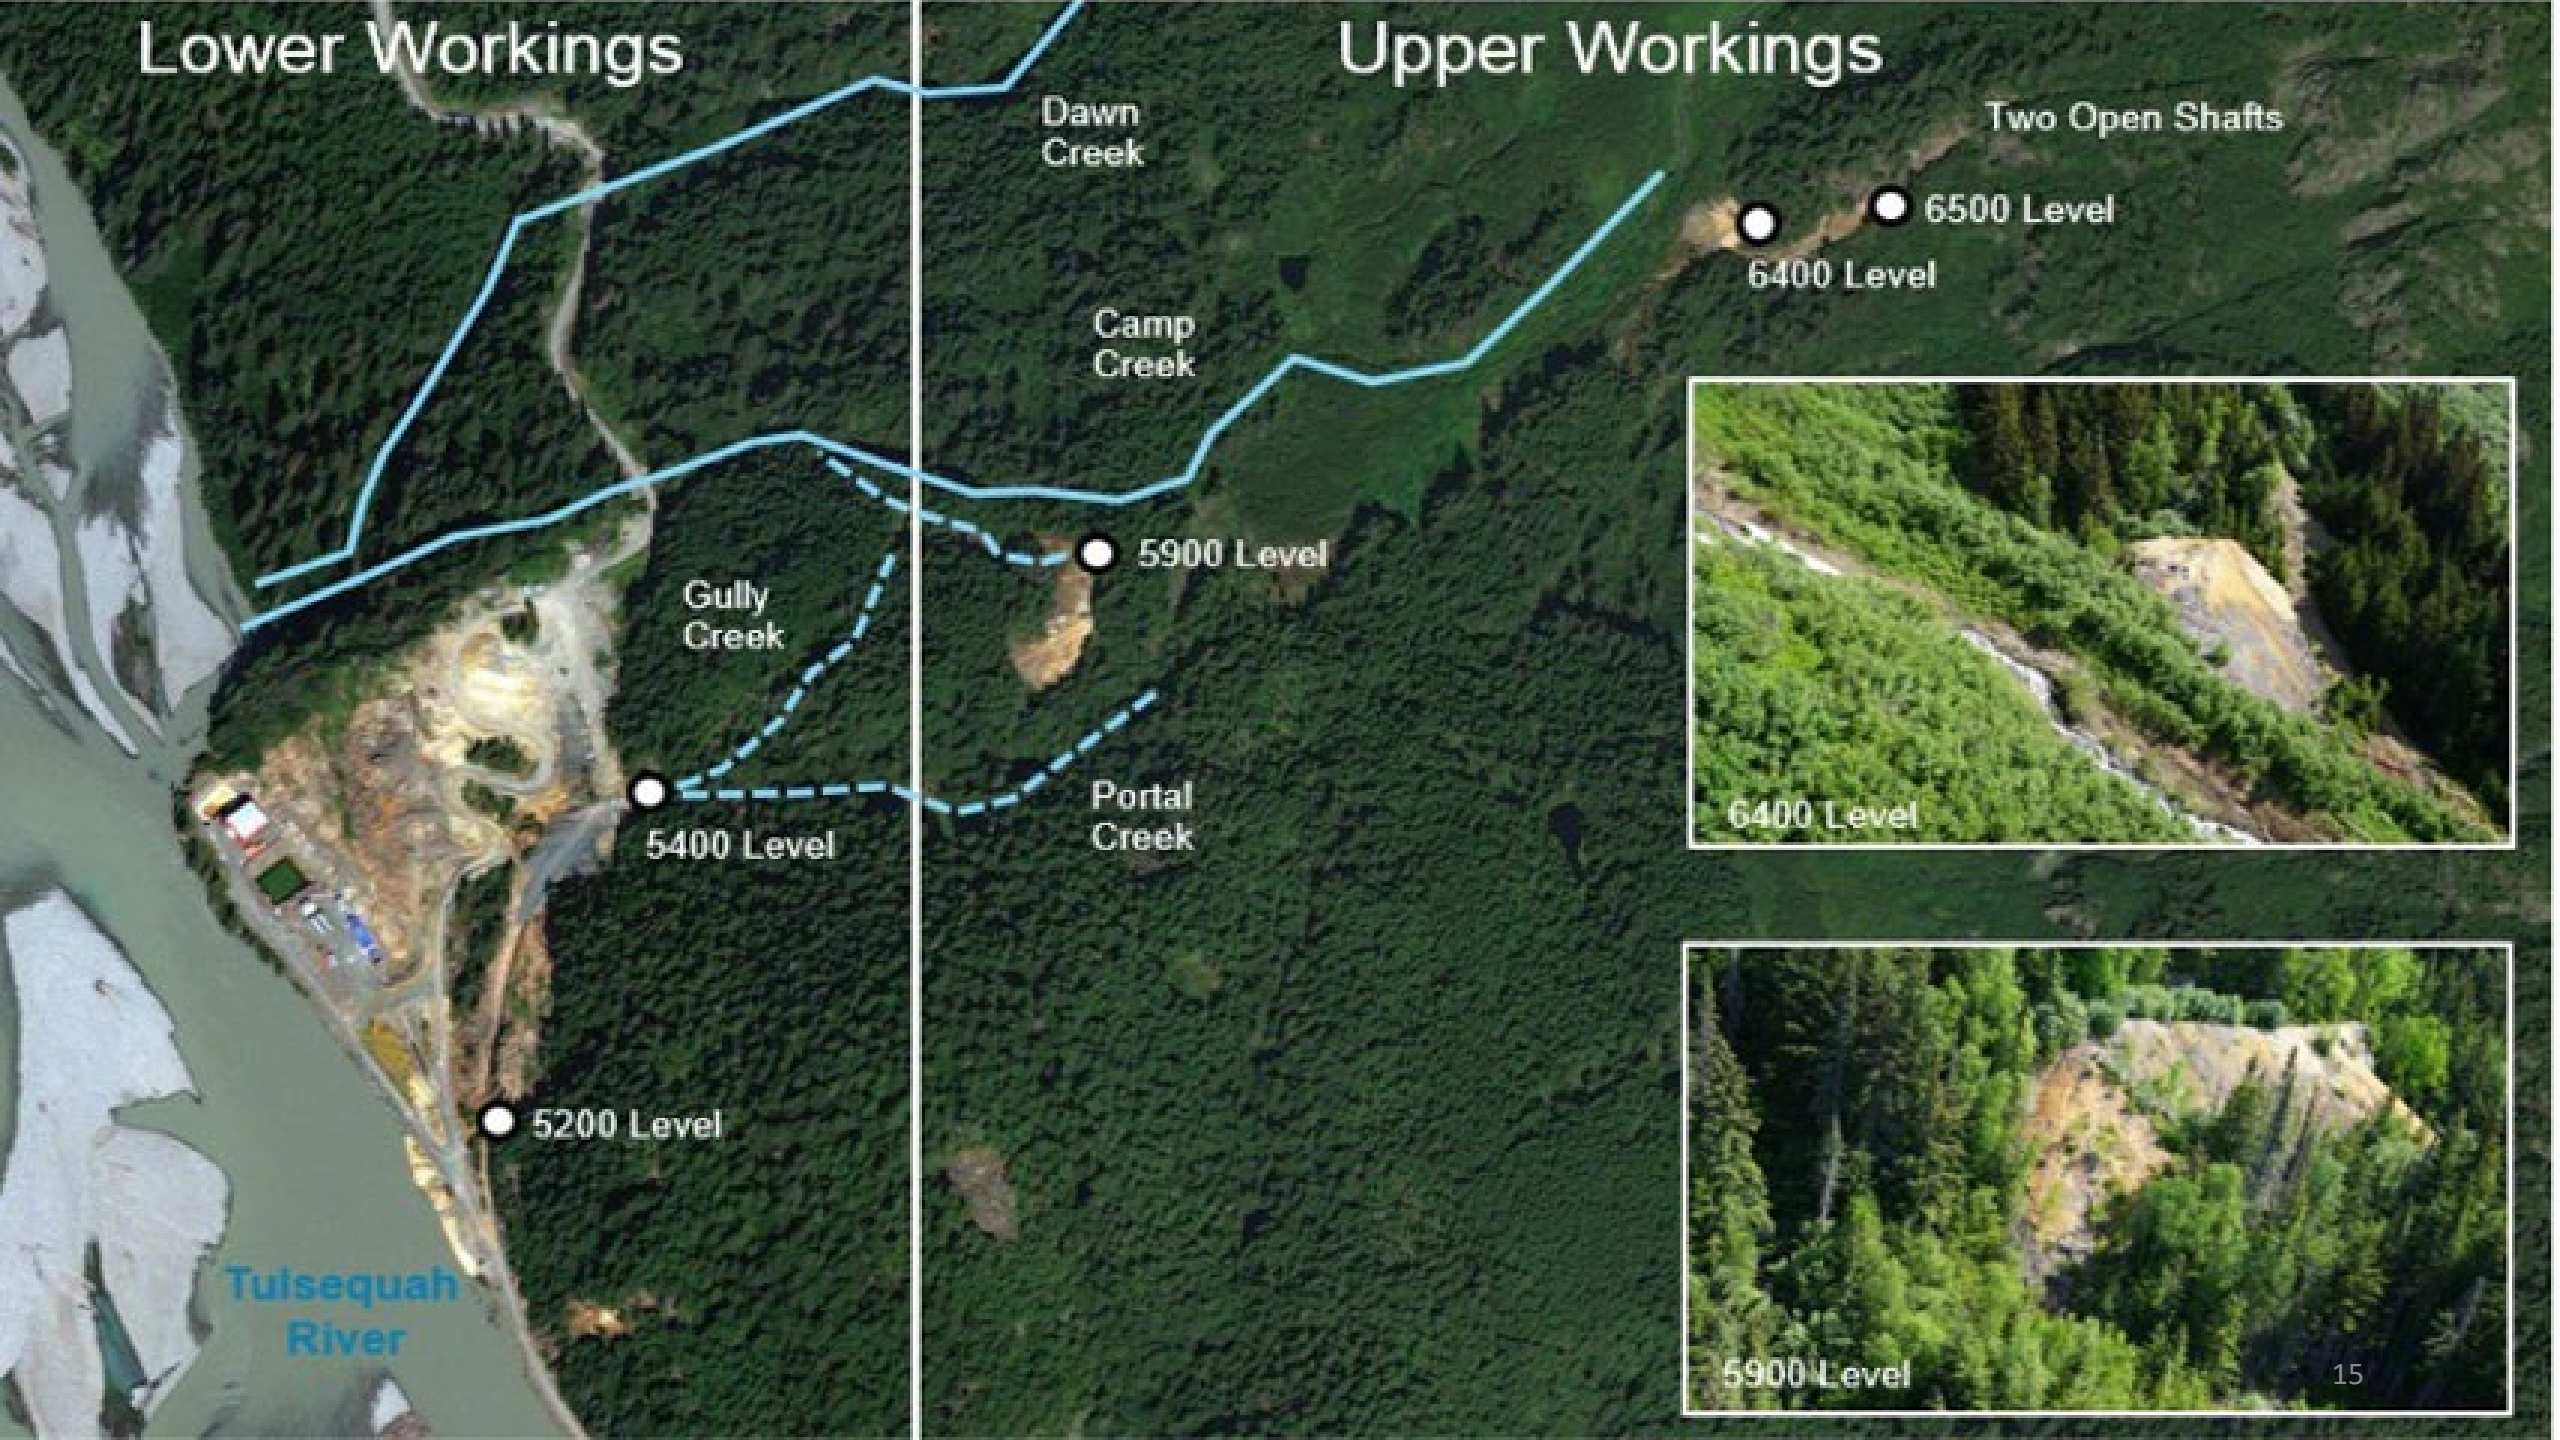 Lower Workings
Upper Workings
Dawn
Creek
Two Open Shafts
6500 Level
6400 Level
Camp
Creek
5900 Level
Gully
Creek
Portal
Creek
5400 Level
6400 Level
5200 Level
Tulsequah
River
5900 Level
15